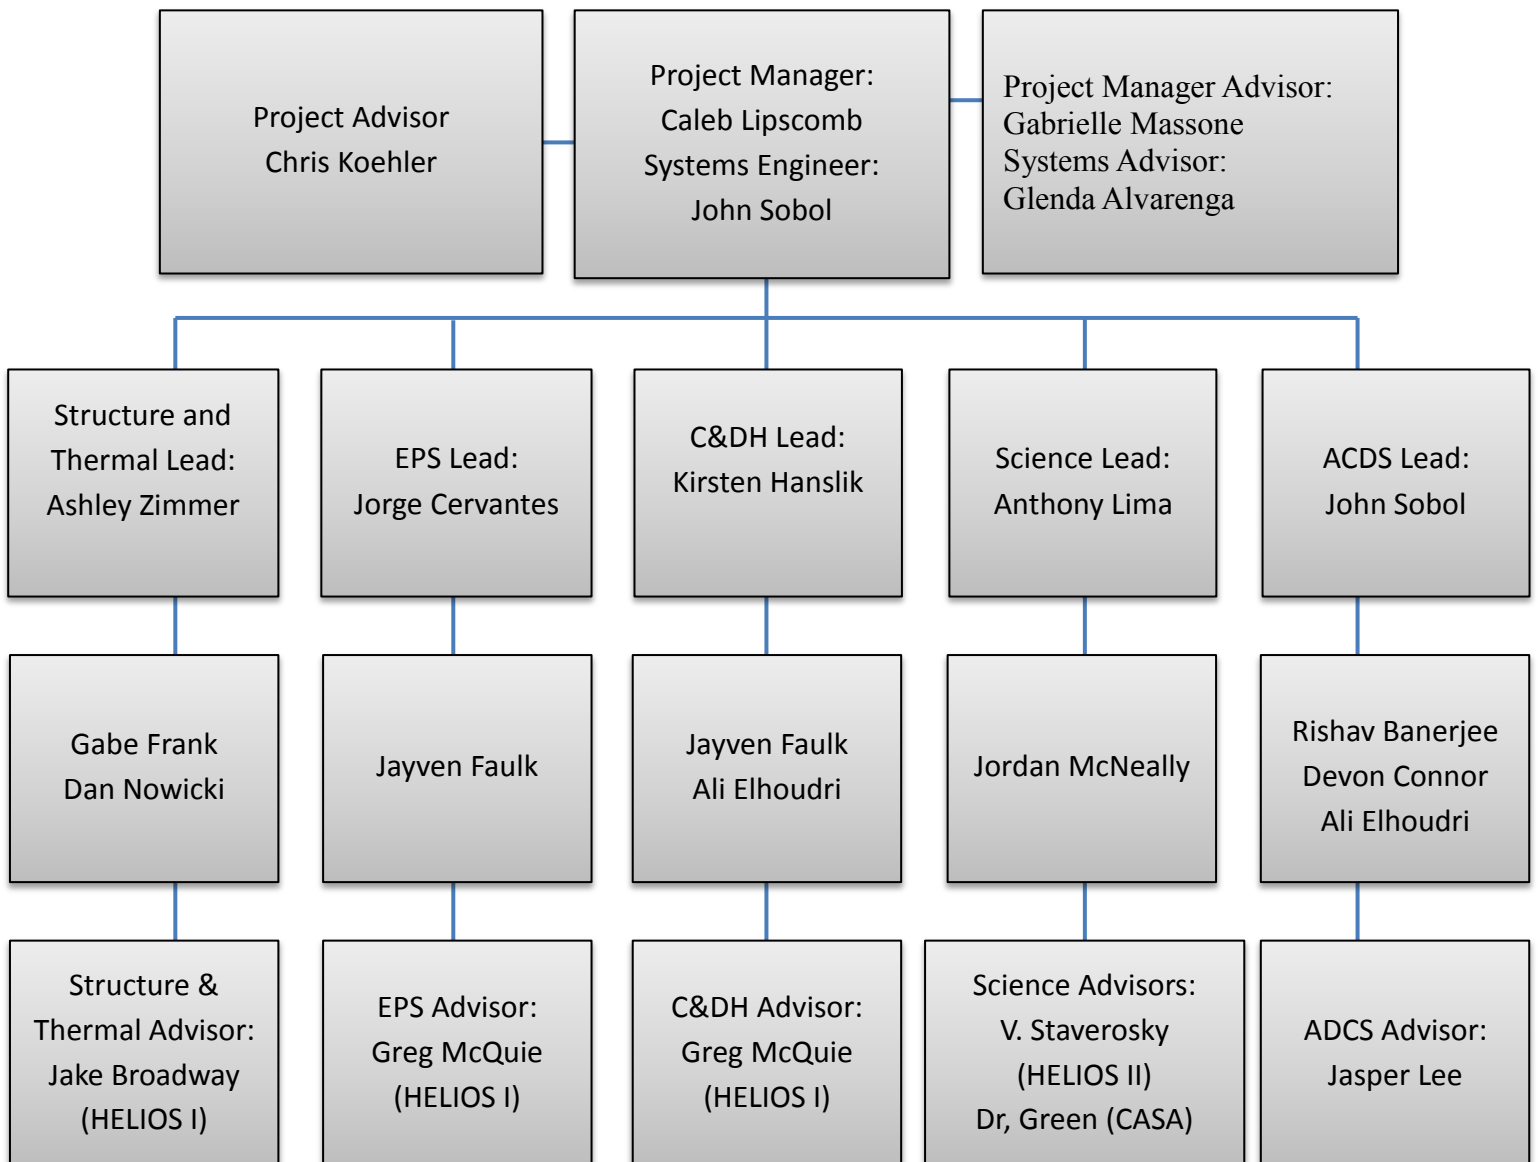 Project Advisor
Chris Koehler
Project Manager:
Caleb Lipscomb
Systems Engineer:
John Sobol
Project Manager Advisor:
Gabrielle Massone
Systems Advisor:
Glenda Alvarenga
Structure and
Thermal Lead:
Ashley Zimmer
EPS Lead:
Jorge Cervantes
C&DH Lead:
Kirsten Hanslik
Science Lead:
Anthony Lima
ACDS Lead:
John Sobol
Gabe Frank
Dan Nowicki
Jayven Faulk
Jayven Faulk
Ali Elhoudri
Jordan McNeally
Rishav Banerjee
Devon Connor
Ali Elhoudri
Structure &
Thermal Advisor:
Jake Broadway
(HELIOS I)
EPS Advisor:
Greg McQuie
(HELIOS I)
C&DH Advisor:
Greg McQuie
(HELIOS I)
Science Advisors:
V. Staverosky
(HELIOS II)
Dr, Green (CASA)
ADCS Advisor:
Jasper Lee